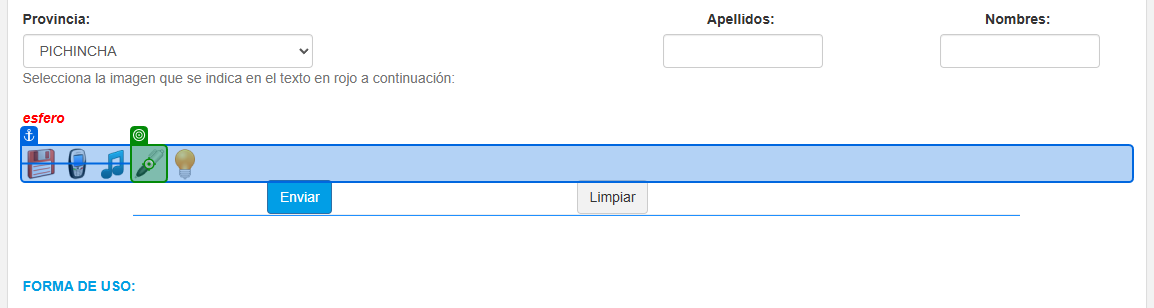 Provincia: Apellidos: Nombres:
PICHINCHA
Selecciona la imagen que se indica en el texto en rojo a continuación:
esfero
Enviar Limpiar
FORMA DE USO: